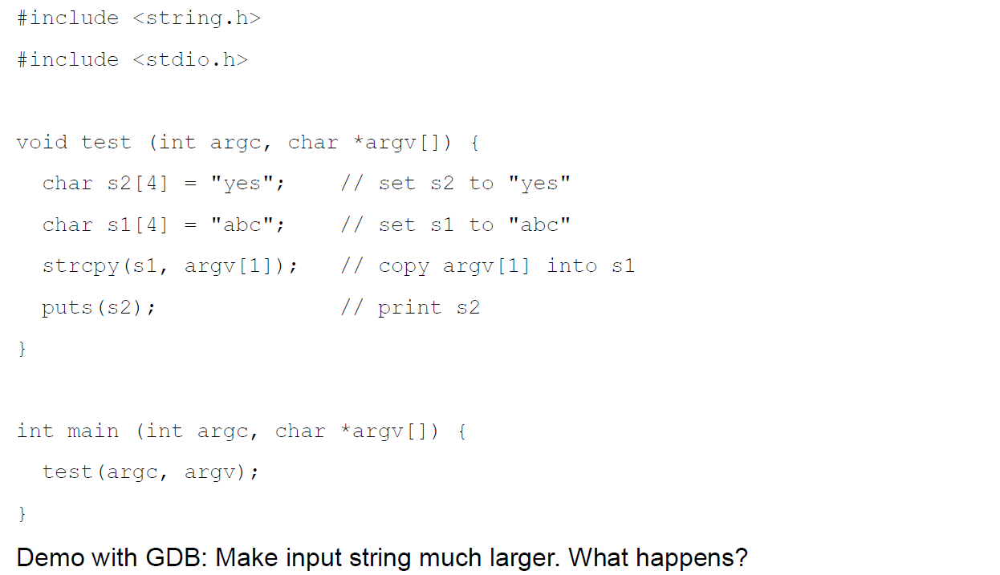 #include <string.h>
#include <stdio.h>
void test (int argc, char *argv[]) {
  char s2[4] = "yes";    // set s2 to "yes"
  char s1[4] = "abc";    // set s1 to "abc"
  strcpy(s1, argv[1]);   // copy argv[1] into s1
  puts(s2);              // print s2
}
int main (int argc, char *argv[]) {
  test(argc, argv);
}
Demo with GDB: Make input string much larger. What happens?